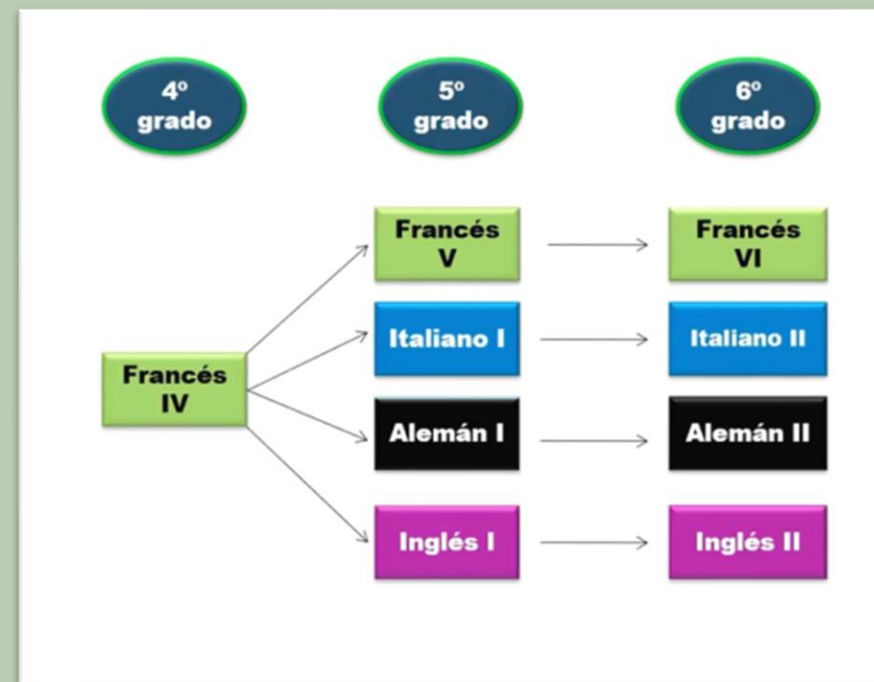 4º
grado
5º
grado
6º
grado
Francés
V
Francés
VI
Italiano I
Italiano II
Francés
IV
Alemán I
Alemán II
Inglés I
Inglés II